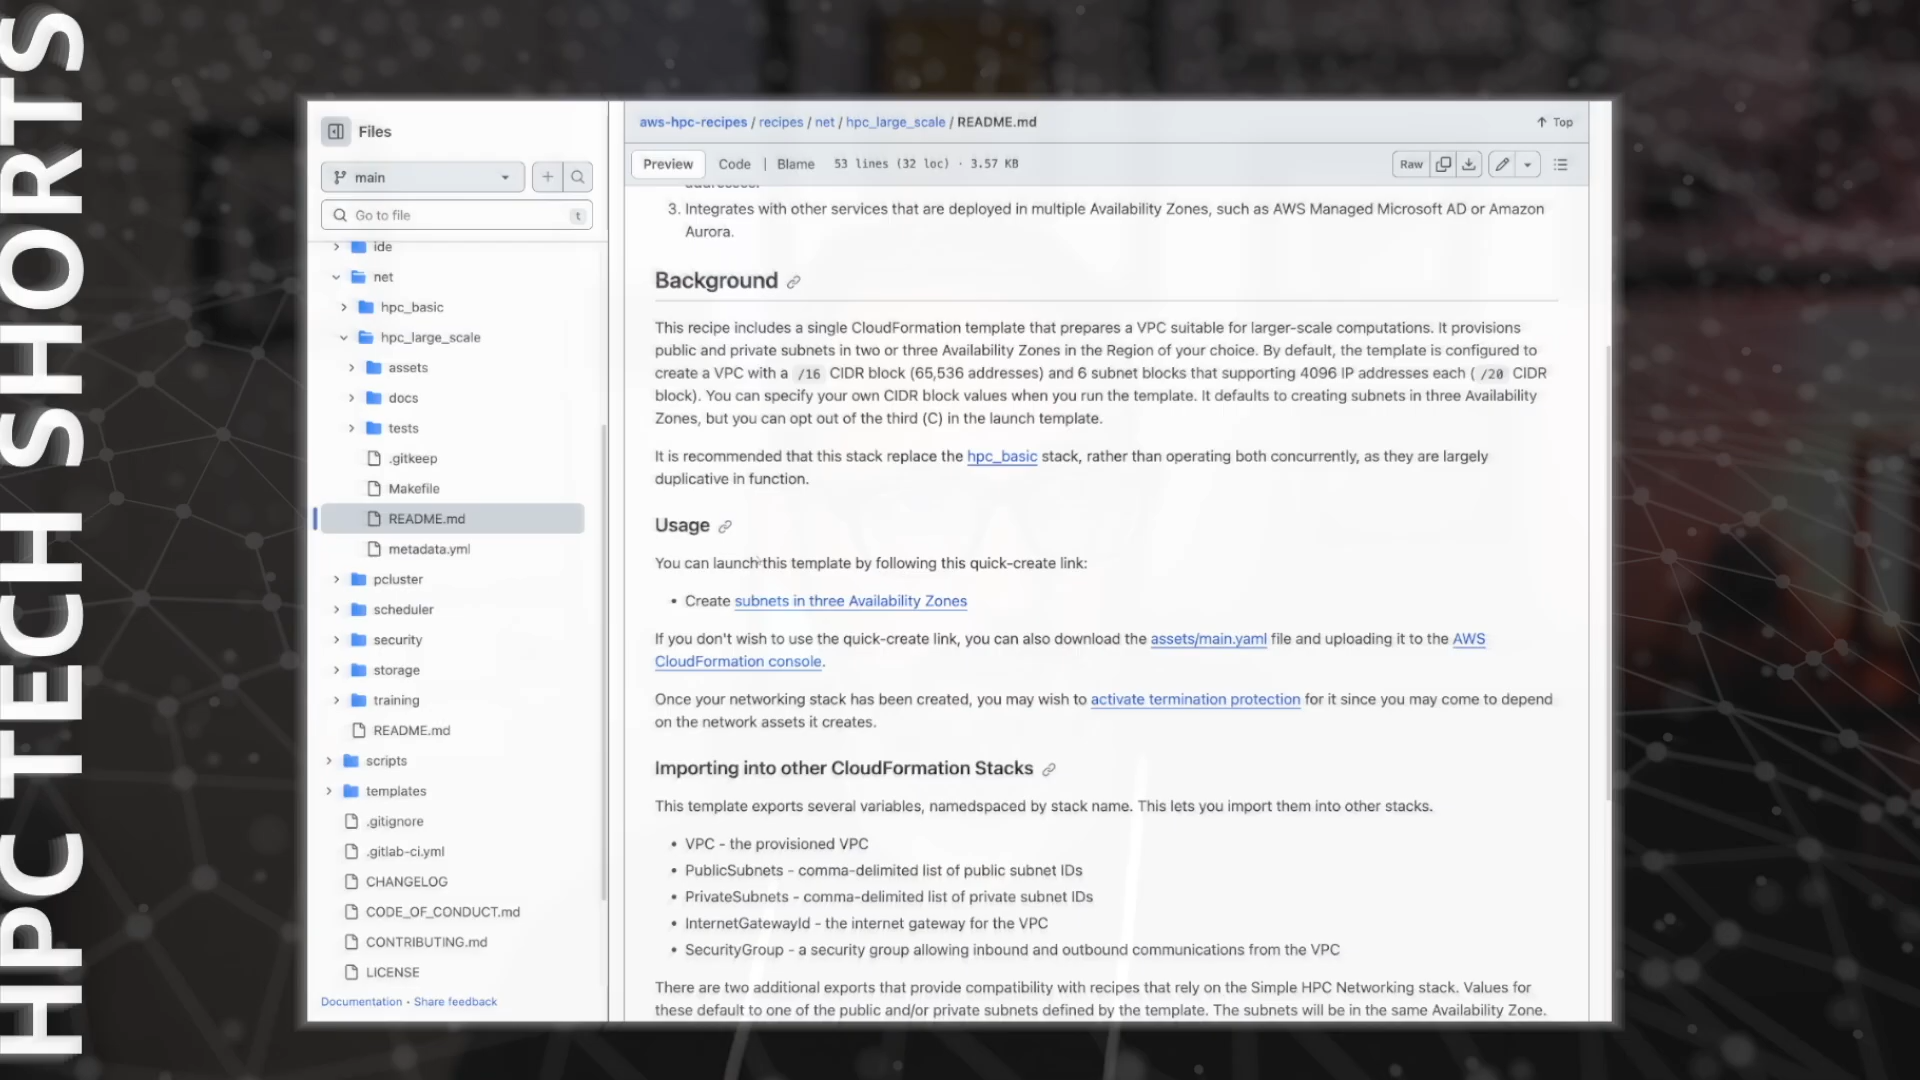 HPC TECH SHORTS
Files
main
Go to file
t
ide
net
hpc_basic
hpc_large_scale
assets
docs
tests
.gitkeep
Makefile
README.md
metadata.yml
pcluster
scheduler
security
storage
training
README.md
scripts
templates
.gitignore
.gitlab-ci.yml
CHANGELOG
CODE_OF_CONDUCT.md
CONTRIBUTING.md
LICENSE
Documentation • Share feedback
aws-hpc-recipes / recipes / net / hpc_large_scale / README.md
Top
Preview Code | Blame 53 lines (32 loc) · 3.57 KB
Raw
addresses.
3. Integrates with other services that are deployed in multiple Availability Zones, such as AWS Managed Microsoft AD or Amazon
Aurora.
Background
This recipe includes a single CloudFormation template that prepares a VPC suitable for larger-scale computations. It provisions
public and private subnets in two or three Availability Zones in the Region of your choice. By default, the template is configured to
create a VPC with a /16 CIDR block (65,536 addresses) and 6 subnet blocks that supporting 4096 IP addresses each ( /20 CIDR
block). You can specify your own CIDR block values when you run the template. It defaults to creating subnets in three Availability
Zones, but you can opt out of the third (C) in the launch template.
It is recommended that this stack replace the hpc_basic stack, rather than operating both concurrently, as they are largely
duplicative in function.
Usage
You can launch this template by following this quick-create link:
• Create subnets in three Availability Zones
If you don't wish to use the quick-create link, you can also download the assets/main.yaml file and uploading it to the AWS
CloudFormation console.
Once your networking stack has been created, you may wish to activate termination protection for it since you may come to depend
on the network assets it creates.
Importing into other CloudFormation Stacks
This template exports several variables, namedspaced by stack name. This lets you import them into other stacks.
• VPC - the provisioned VPC
• PublicSubnets - comma-delimited list of public subnet IDs
• PrivateSubnets - comma-delimited list of private subnet IDs
• InternetGatewayId - the internet gateway for the VPC
• SecurityGroup - a security group allowing inbound and outbound communications from the VPC
There are two additional exports that provide compatibility with recipes that rely on the Simple HPC Networking stack. Values for
these default to one of the public and/or private subnets defined by the template. The subnets will be in the same Availability Zone.